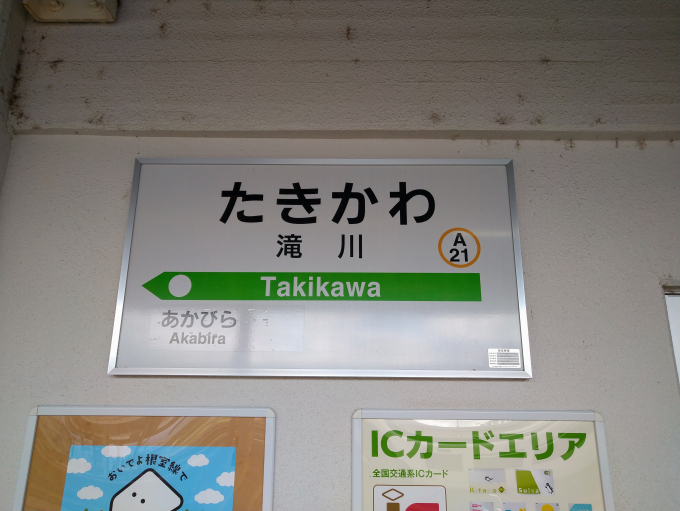 たきかわ
滝川
A
21
Takikawa
あかびら
Akabira
おいでよ根室線で
ICカードエリア
全国交通系ICカード
Kitaca
Suica